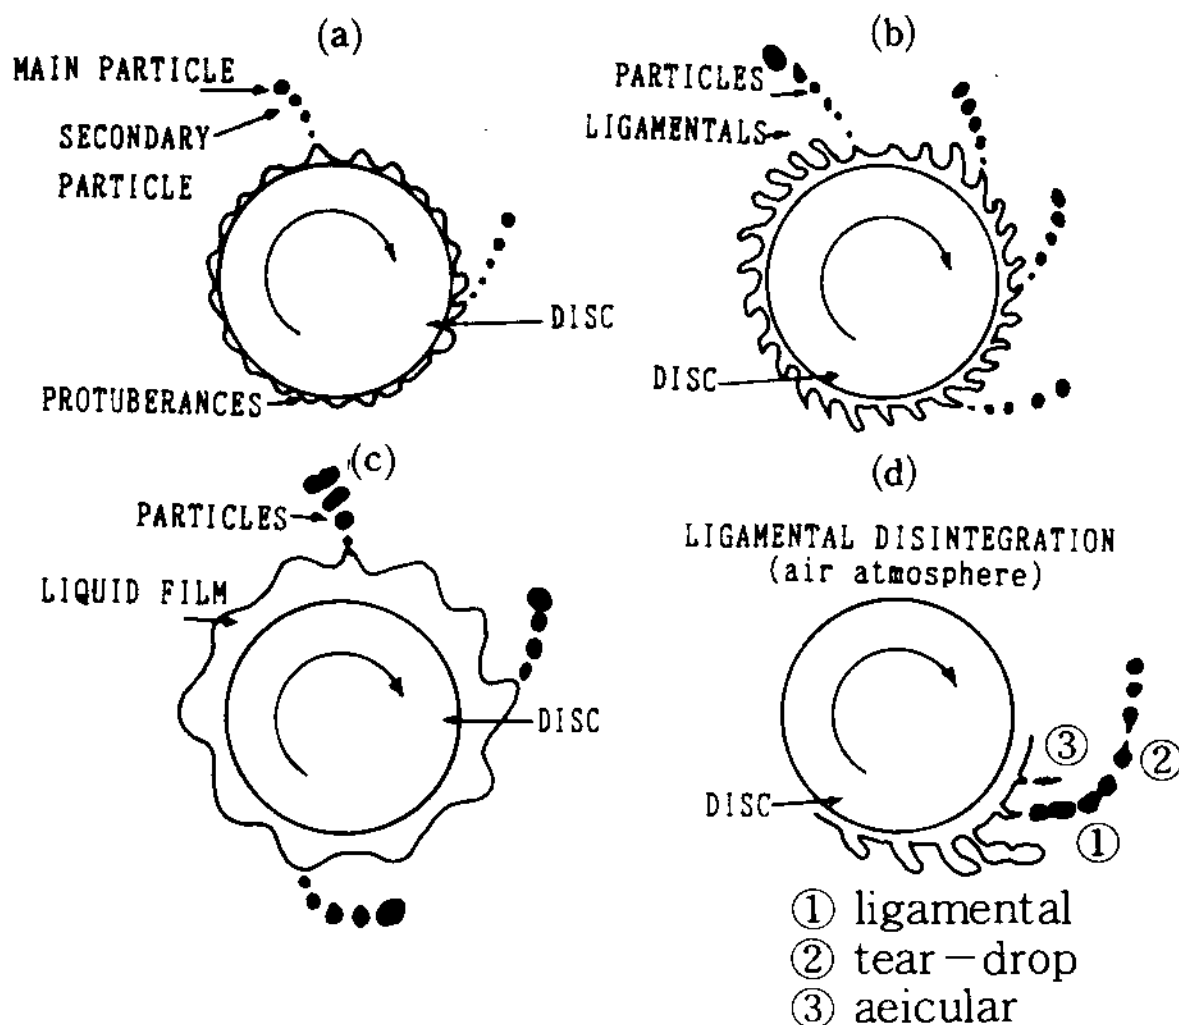 (a)
MAIN PARTICLE
SECONDARY
PARTICLE
DISC
PROTUBERANCES
(b)
PARTICLES
LIGAMENTALS
DISC
(c)
PARTICLES
LIQUID FILM
DISC
(d)
LIGAMENTAL DISINTEGRATION
(air atmosphere)
③
②
DISC
①
① ligamental
② tear-drop
③ aeicular